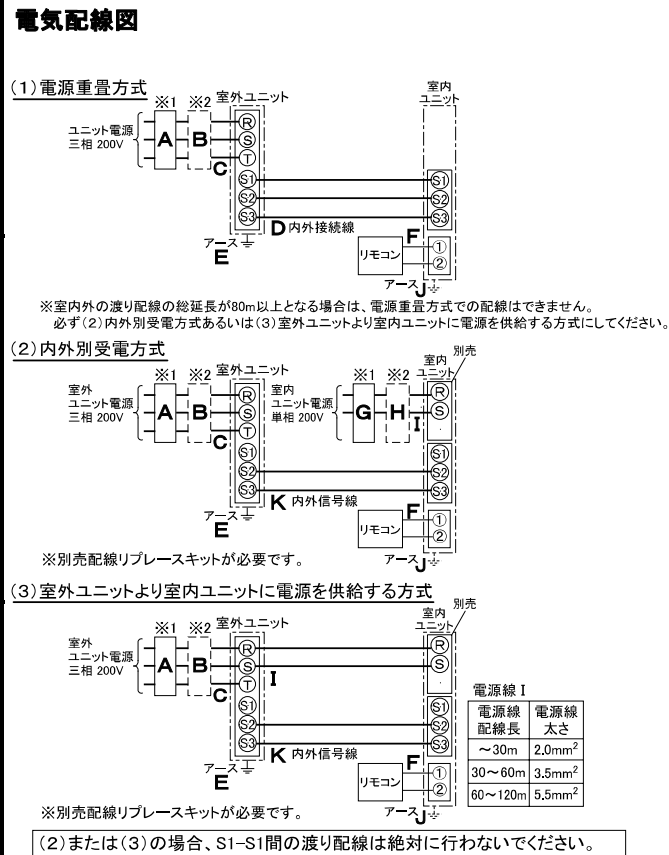 電気配線図
(1)電源重畳方式
※1 ※2 室外ユニット
室内
ユニット
ユニット電源
三相 200V
A
B
C
R
S
T
S1
S2
S3
S1
S2
S3
D 内外接続線
アース
E
リモコン
F
①
②
アース J
※室内外の渡り配線の総延長が80m以上となる場合は、電源重畳方式での配線はできません。
必ず(2)内外別受電方式あるいは(3)室外ユニットより室内ユニットに電源を供給する方式にしてください。
(2)内外別受電方式
※1 ※2 室外ユニット
※1 ※2
室内
ユニット
別売
室外
ユニット電源
三相 200V
A
B
C
R
S
T
S1
S2
S3
室内
ユニット電源
単相 200V
G
H
I
R
S
S1
S2
S3
K 内外信号線
アース
E
リモコン
F
①
②
アース J
※別売配線リプレースキットが必要です。
(3)室外ユニットより室内ユニットに電源を供給する方式
※1 ※2 室外ユニット
室内
ユニット
別売
室外
ユニット電源
三相 200V
A
B
C
R
S
T
S1
S2
S3
I
R
S
S1
S2
S3
K 内外信号線
アース
E
リモコン
F
①
②
アース J
※別売配線リプレースキットが必要です。
電源線 I
電源線 電源線
配線長 太さ
～30m 2.0mm²
30～60m 3.5mm²
60～120m 5.5mm²
(2)または(3)の場合、S1-S1間の渡り配線は絶対に行わないでください。